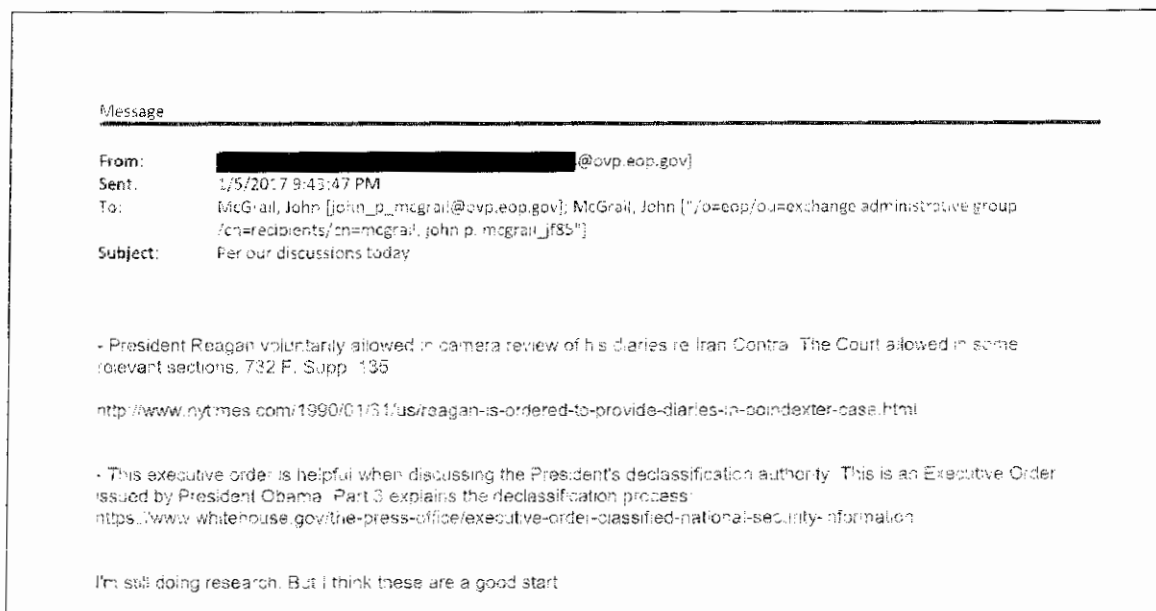 Message
From: @ovp.eop.gov]
Sent: 1/5/2017 9:43:47 PM
To: McGrail, John [john_p_mcgrail@ovp.eop.gov]; McGrail, John ["/o=eop/ou=exchange administrative group
/cn=recipients/cn=mcgrail, john p. mcgrail_jf85"]
Subject: Per our discussions today
- President Reagan voluntarily allowed in camera review of his diaries re Iran Contra. The Court allowed in some
relevant sections. 732 F. Supp. 135
http://www.nytimes.com/1990/01/31/us/reagan-is-ordered-to-provide-diaries-in-poindexter-case.html
- This executive order is helpful when discussing the President's declassification authority. This is an Executive Order
issued by President Obama. Part 3 explains the declassification process:
https://www.whitehouse.gov/the-press-office/executive-order-classified-national-security-information
I'm still doing research. But I think these are a good start